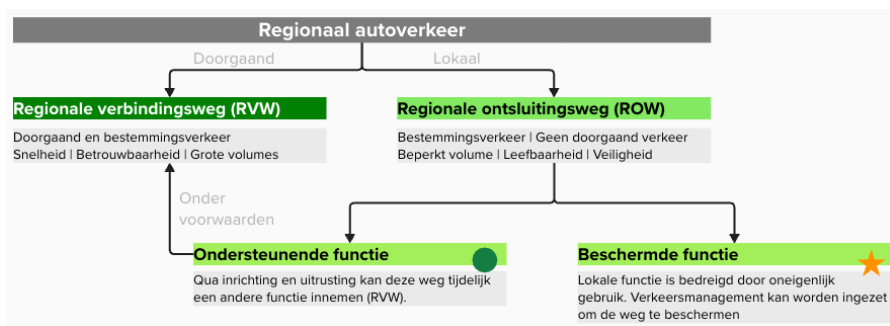 Regionaal autoverkeer
Doorgaand
Lokaal
Regionale verbindingsweg (RVW)
Doorgaand en bestemmingsverkeer
Snelheid | Betrouwbaarheid | Grote volumes
Regionale ontsluitingsweg (ROW)
Bestemmingsverkeer | Geen doorgaand verkeer
Beperkt volume | Leefbaarheid | Veiligheid
Onder
voorwaarden
Ondersteunende functie
Qua inrichting en uitrusting kan deze weg tijdelijk
een andere functie innemen (RVW).
Beschermde functie
Lokale functie is bedreigd door oneigenlijk
gebruik. Verkeersmanagement kan worden ingezet
om de weg te beschermen